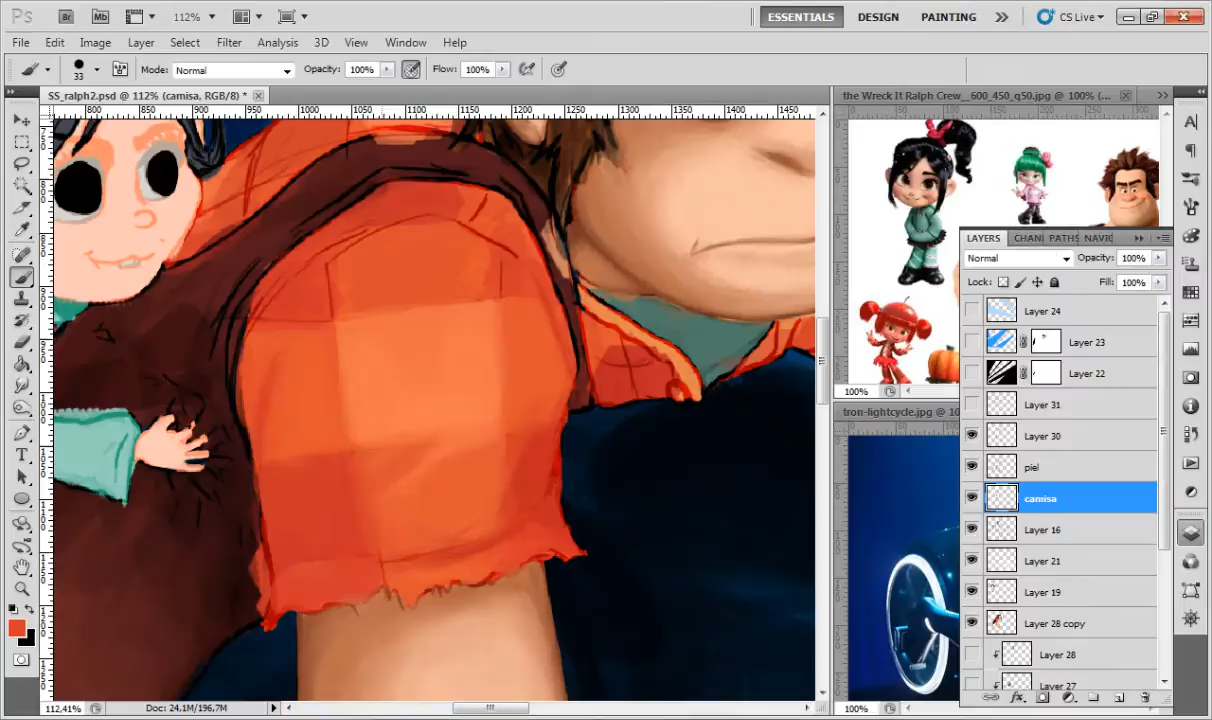 Ps Br Mb 112% ESSENTIALS DESIGN PAINTING CS Live
File Edit Image Layer Select Filter Analysis 3D View Window Help
33 Mode: Normal Opacity: 100% Flow: 100%
SS_ralph2.psd @ 112% (camisa, RGB/8) *
the Wreck It Ralph Crew__600_450_q50.jpg @ 100% (...
800 850 900 950 1000 1050 1100 1150 1200 1250 1300 1350 1400 1450
LAYERS CHAN PATHS NAVIG
Normal Opacity: 100%
Lock: Fill: 100%
Layer 24
Layer 23
Layer 22
100%
Layer 31
tron-lightcycle.jpg @ 10
Layer 30
piel
camisa
Layer 16
Layer 21
Layer 19
Layer 28 copy
Layer 28
Layer 27
112,41% Doc: 24,1M/196,7M
100%